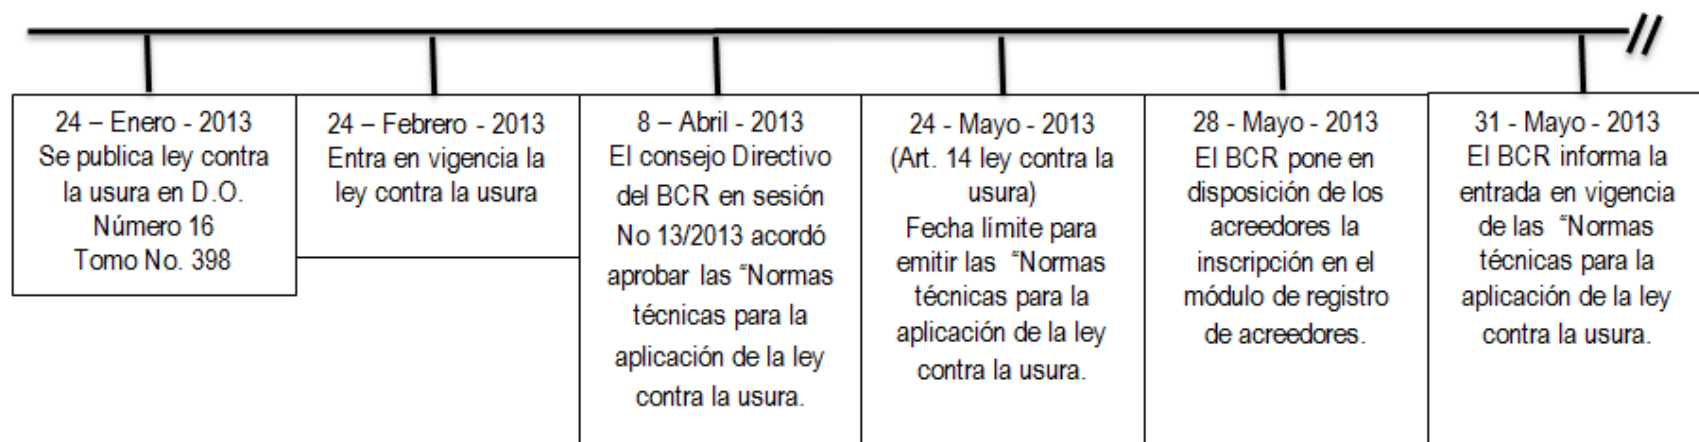 24 – Enero - 2013
Se publica ley contra
la usura en D.O.
Número 16
Tomo No. 398
24 – Febrero - 2013
Entra en vigencia la
ley contra la usura
8 – Abril - 2013
El consejo Directivo
del BCR en sesión
No 13/2013 acordó
aprobar las “Normas
técnicas para la
aplicación de la ley
contra la usura.
24 - Mayo - 2013
(Art. 14 ley contra la
usura)
Fecha límite para
emitir las “Normas
técnicas para la
aplicación de la ley
contra la usura.
28 - Mayo - 2013
El BCR pone en
disposición de los
acreedores la
inscripción en el
módulo de registro
de acreedores.
31 - Mayo - 2013
El BCR informa la
entrada en vigencia
de las “Normas
técnicas para la
aplicación de la ley
contra la usura.